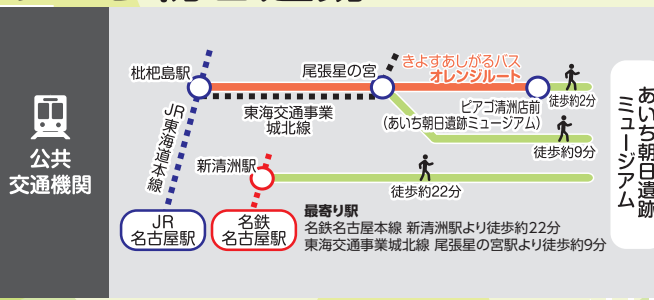 公共
交通機関
枇杷島駅
尾張星の宮
きよすあしがるバス
オレンジルート
徒歩約2分
東海交通事業
城北線
ピアゴ清洲店前
(あいち朝日遺跡ミュージアム)
徒歩約9分
JR東海道本線
新清洲駅
徒歩約22分
JR
名古屋駅
名鉄
名古屋駅
最寄り駅
名鉄名古屋本線 新清洲駅より徒歩約22分
東海交通事業城北線 尾張星の宮駅より徒歩約9分
あいち朝日遺跡
ミュージアム